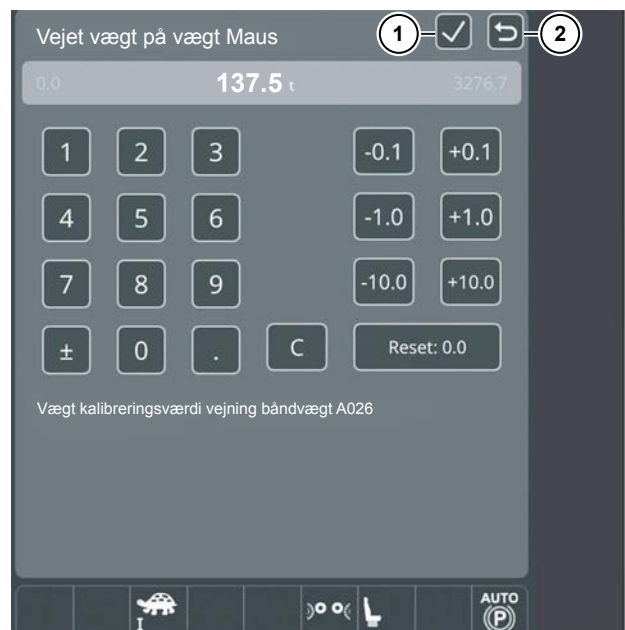 Vejet vægt på vægt Maus
1
2
0.0 137.5 t 3276.7
1 2 3 -0.1 +0.1
4 5 6 -1.0 +1.0
7 8 9 -10.0 +10.0
± 0 . C Reset: 0.0
Vægt kalibreringsværdi vejning båndvægt A026
I AUTO
P